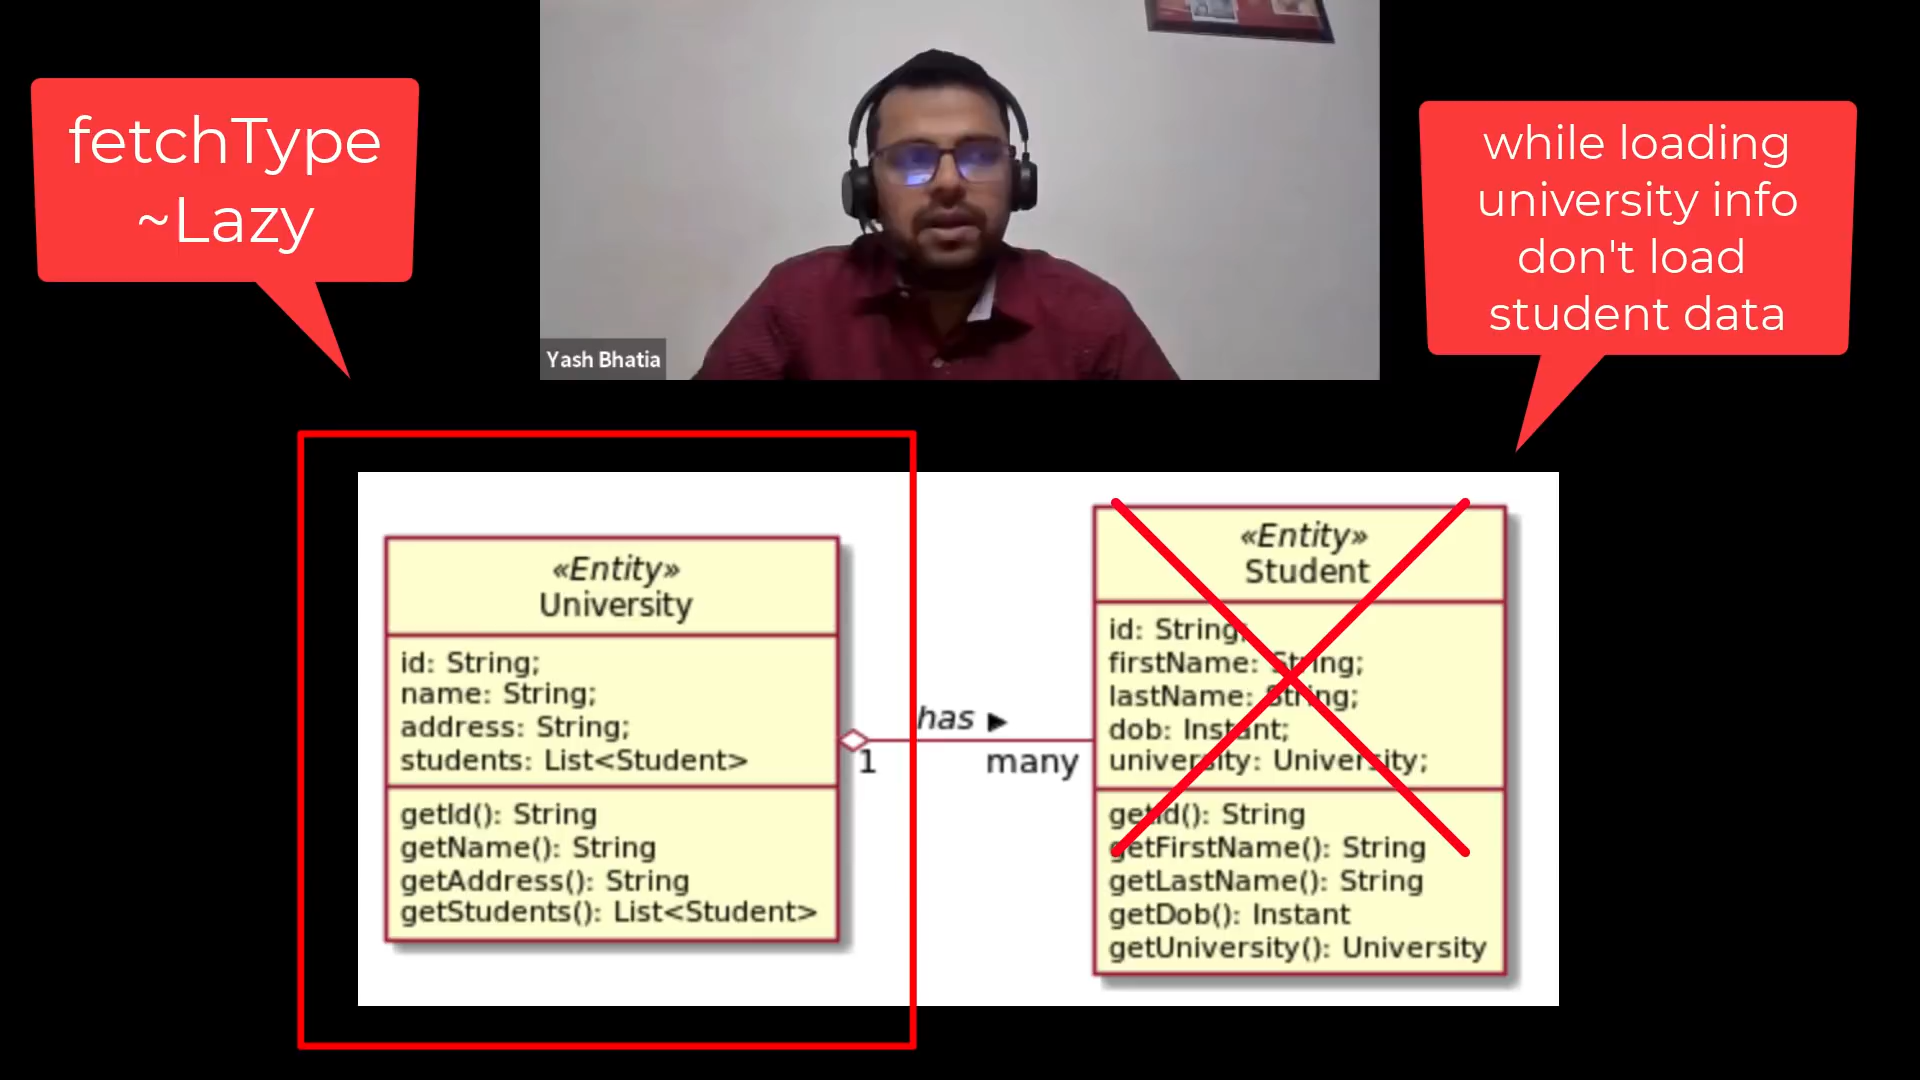 fetchType
~Lazy
while loading
university info
don't load
student data
Yash Bhatia
«Entity»
University
id: String;
name: String;
address: String;
students: List<Student>
getId(): String
getName(): String
getAddress(): String
getStudents(): List<Student>
has ►
1
many
«Entity»
Student
id: String;
firstName: String;
lastName: String;
dob: Instant;
university: University;
getId(): String
getFirstName(): String
getLastName(): String
getDob(): Instant
getUniversity(): University